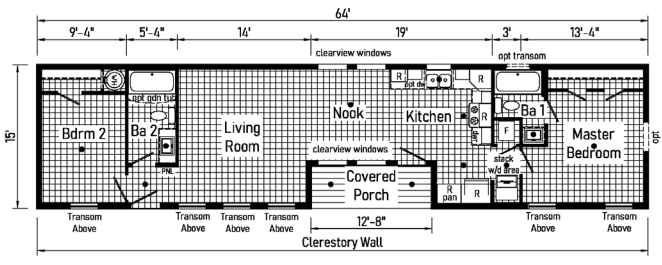 64'
9'-4"
5'-4"
14'
19'
3'
13'-4"
clearview windows
opt transom
15'
WH
R
R
opt gdn tub
opt dw
Nook
Kitchen
R
Ba 1
Bdrm 2
Ba 2
Living
Room
F
Master
Bedroom
opt
clearview windows
stack
w/d area
PNL
Covered
Porch
R
pan
R
Transom
Above
Transom
Above
Transom
Above
Transom
Above
12'-8"
Transom
Above
Transom
Above
Clerestory Wall